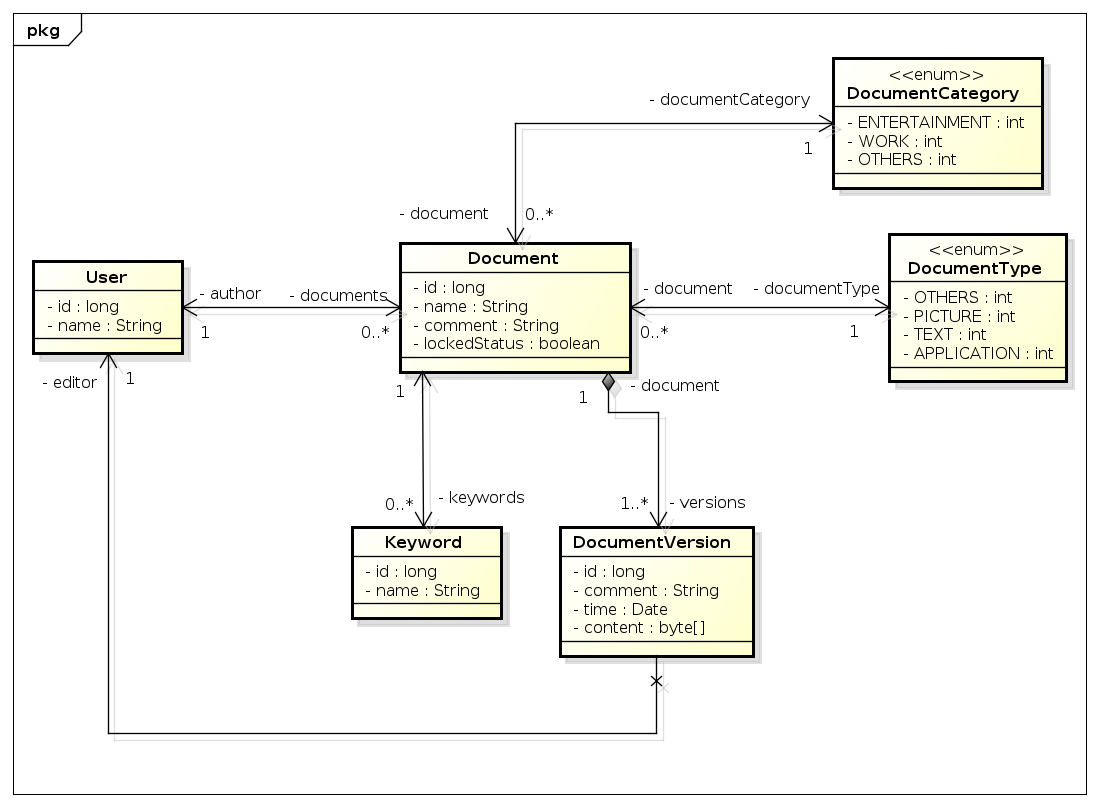 pkg
<<enum>>
DocumentCategory
- ENTERTAINMENT : int
- WORK : int
- OTHERS : int
- documentCategory
1
- document
0..*
User
- id : long
- name : String
- author
1
- documents
0..*
Document
- id : long
- name : String
- comment : String
- lockedStatus : boolean
- document
0..*
- documentType
1
<<enum>>
DocumentType
- OTHERS : int
- PICTURE : int
- TEXT : int
- APPLICATION : int
- editor
1
1
1
- document
0..*
- keywords
1..*
- versions
Keyword
- id : long
- name : String
DocumentVersion
- id : long
- comment : String
- time : Date
- content : byte[]